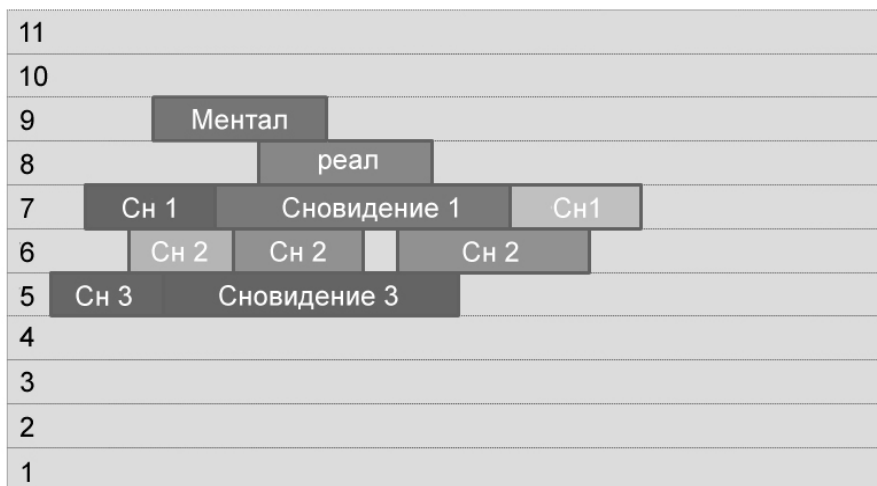 11
10
9 Ментал
8 реал
7 Сн 1 Сновидение 1 Сн1
6 Сн 2 Сн 2 Сн 2
5 Сн 3 Сновидение 3
4
3
2
1